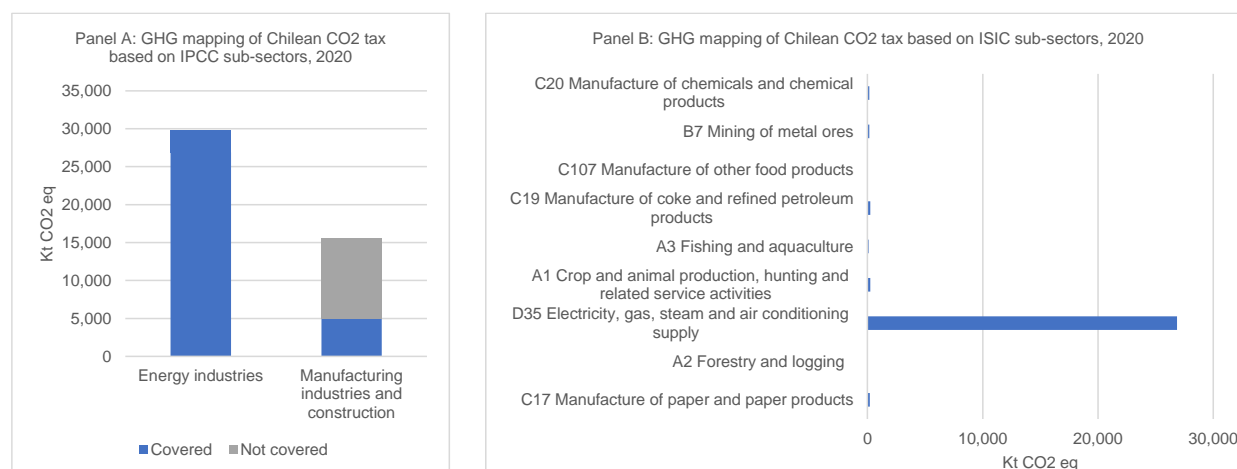 Panel A: GHG mapping of Chilean CO2 tax
based on IPCC sub-sectors, 2020
Kt CO2 eq
35,000
30,000
25,000
20,000
15,000
10,000
5,000
0
Energy industries
Manufacturing
industries and
construction
Covered
Not covered
Panel B: GHG mapping of Chilean CO2 tax based on ISIC sub-sectors, 2020
C20 Manufacture of chemicals and chemical
products
B7 Mining of metal ores
C107 Manufacture of other food products
C19 Manufacture of coke and refined petroleum
products
A3 Fishing and aquaculture
A1 Crop and animal production, hunting and
related service activities
D35 Electricity, gas, steam and air conditioning
supply
A2 Forestry and logging
C17 Manufacture of paper and paper products
0
10,000
20,000
30,000
Kt CO2 eq